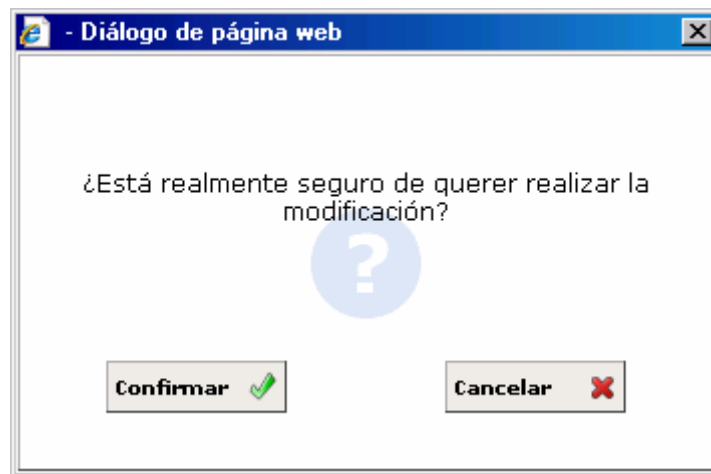 - Diálogo de página web
¿Está realmente seguro de querer realizar la
modificación?
?
Confirmar
Cancelar